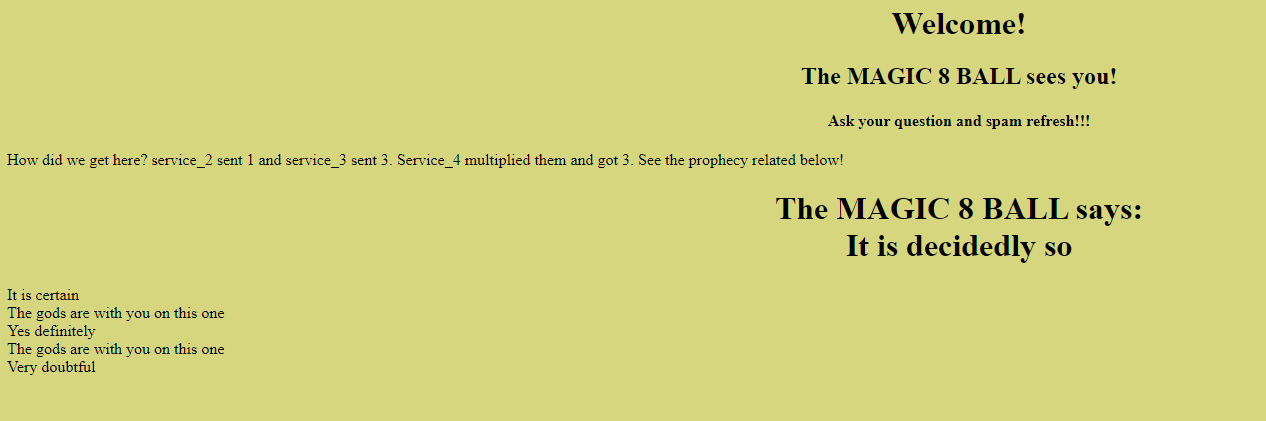 Welcome!
The MAGIC 8 BALL sees you!
Ask your question and spam refresh!!!
How did we get here? service_2 sent 1 and service_3 sent 3. Service_4 multiplied them and got 3. See the prophecy related below!
The MAGIC 8 BALL says:
It is decidedly so
It is certain
The gods are with you on this one
Yes definitely
The gods are with you on this one
Very doubtful